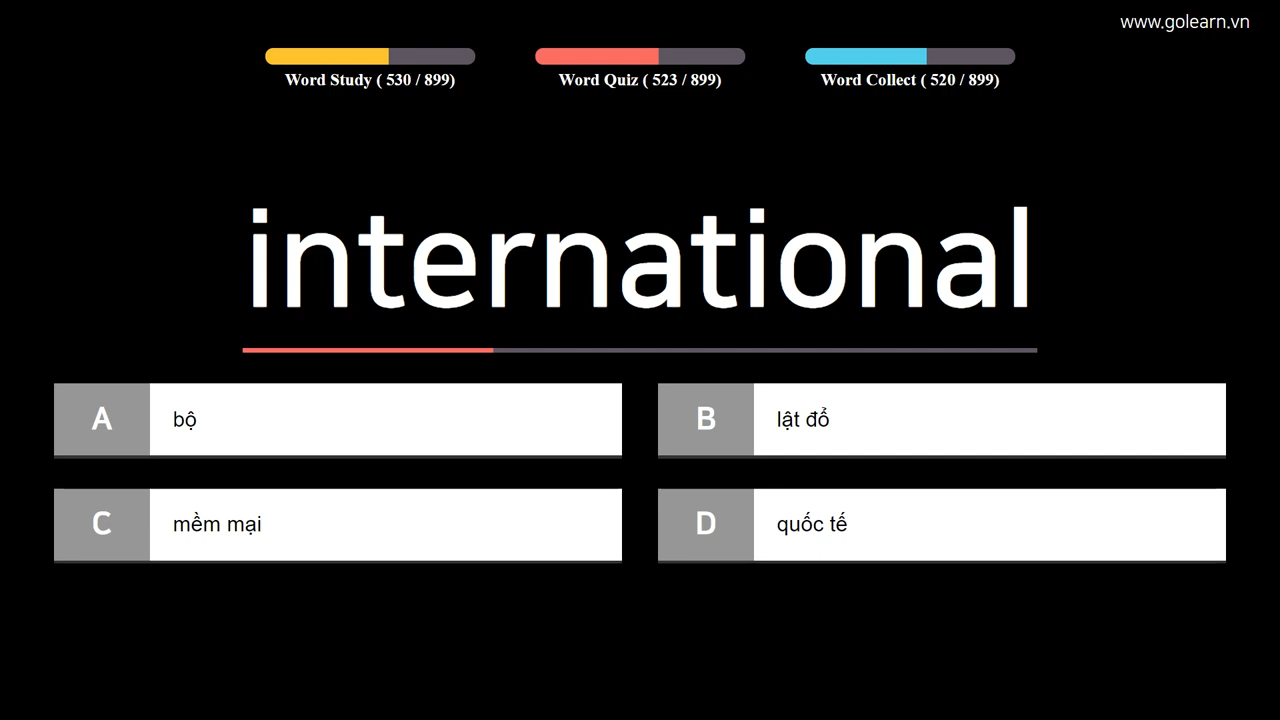 www.golearn.vn
Word Study ( 530 / 899)
Word Quiz ( 523 / 899)
Word Collect ( 520 / 899)
international
A bộ
B lật đổ
C mềm mại
D quốc tế